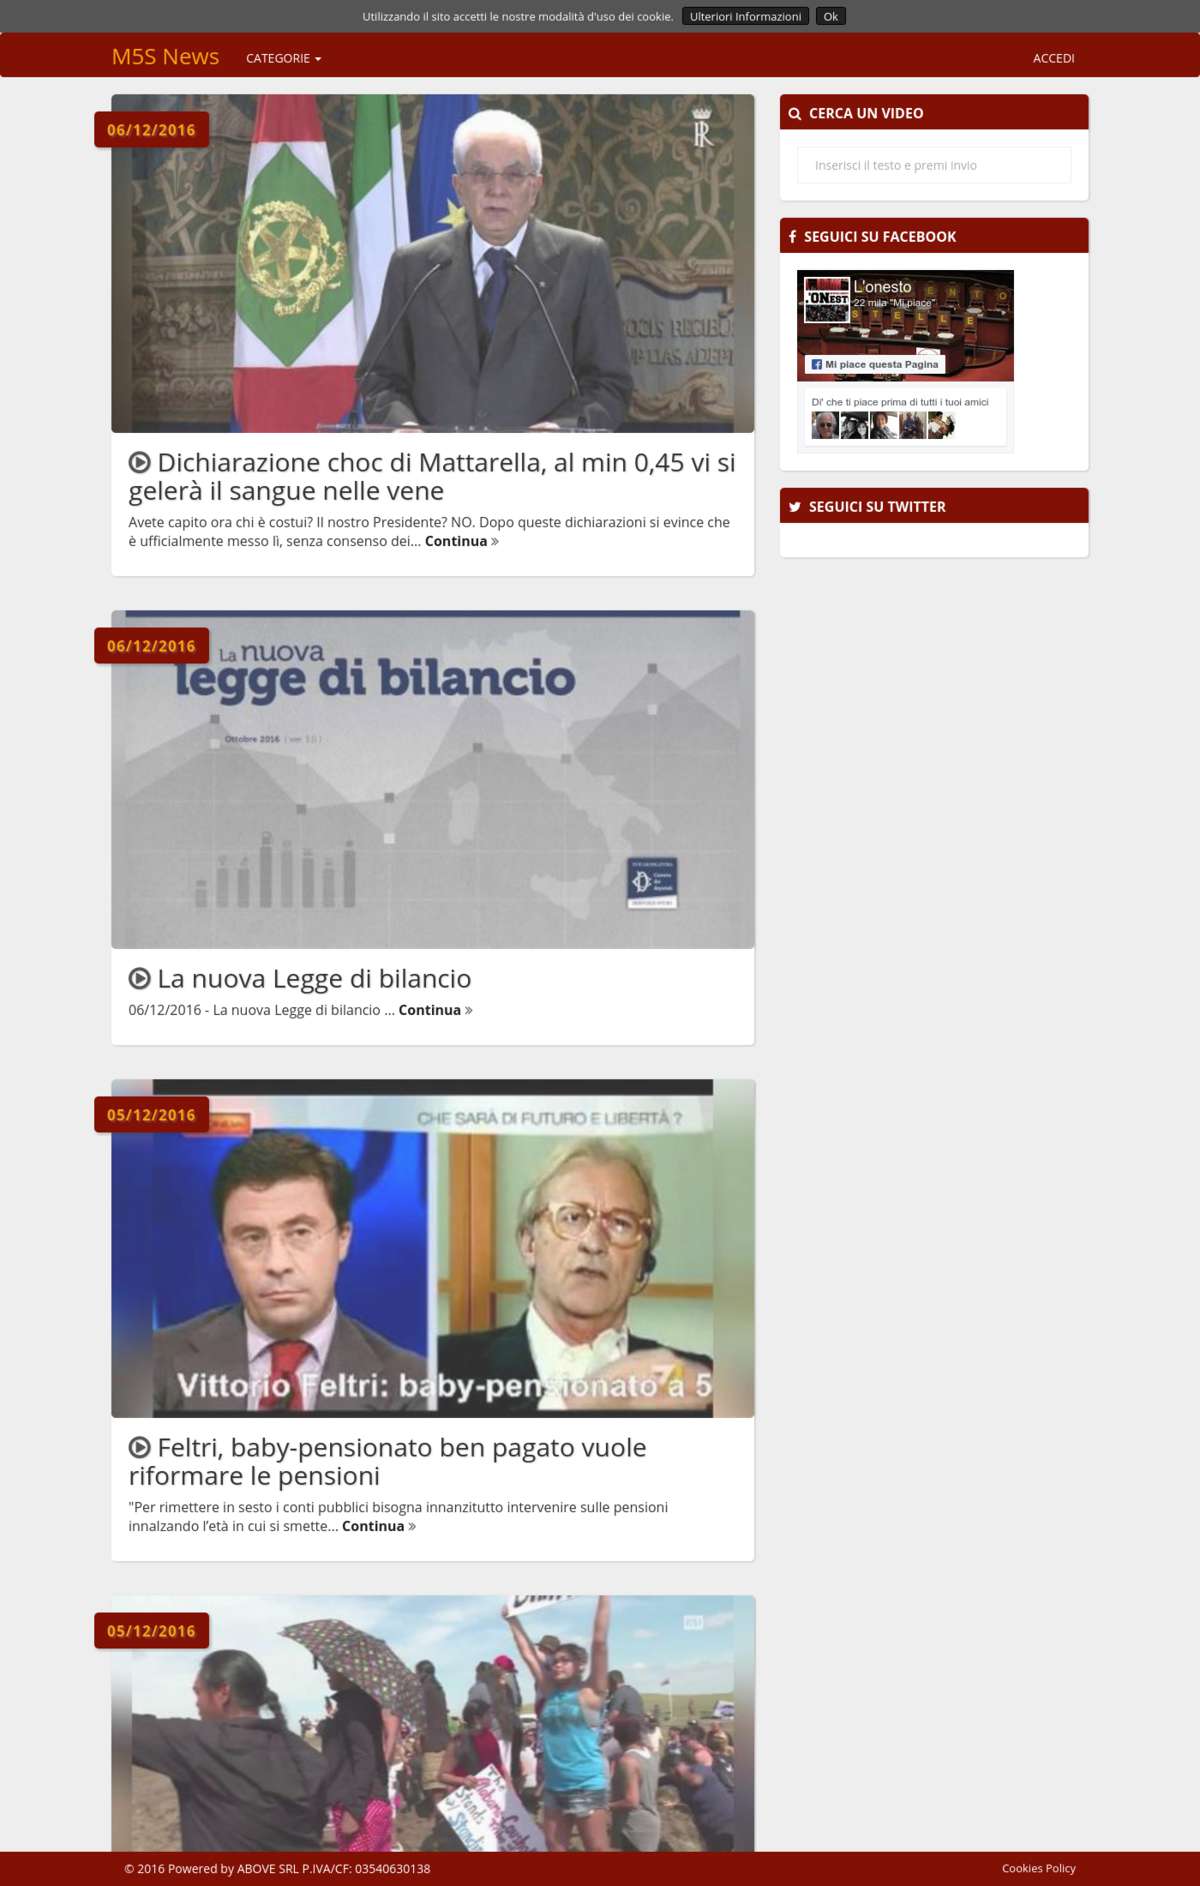 Utilizzando il sito accetti le nostre modalità d'uso dei cookie. Ulteriori Informazioni Ok
M5S News CATEGORIE ACCEDI
06/12/2016
Dichiarazione choc di Mattarella, al min 0,45 vi si
gelerà il sangue nelle vene
Avete capito ora chi è costui? Il nostro Presidente? NO. Dopo queste dichiarazioni si evince che
è ufficialmente messo lì, senza consenso dei... Continua »
CERCA UN VIDEO
Inserisci il testo e premi invio
SEGUICI SU FACEBOOK
L'onesto
22 mila "Mi piace"
STELLE
Mi piace questa Pagina
Di' che ti piace prima di tutti i tuoi amici
SEGUICI SU TWITTER
06/12/2016
La nuova
legge di bilancio
Ottobre 2016
La nuova Legge di bilancio
06/12/2016 - La nuova Legge di bilancio ... Continua »
05/12/2016
CHE SARÀ DI FUTURO E LIBERTÀ ?
Vittorio Feltri: baby-pensionato a 5
Feltri, baby-pensionato ben pagato vuole
riformare le pensioni
"Per rimettere in sesto i conti pubblici bisogna innanzitutto intervenire sulle pensioni
innalzando l’età in cui si smette... Continua »
05/12/2016
© 2016 Powered by ABOVE SRL P.IVA/CF: 03540630138 Cookies Policy